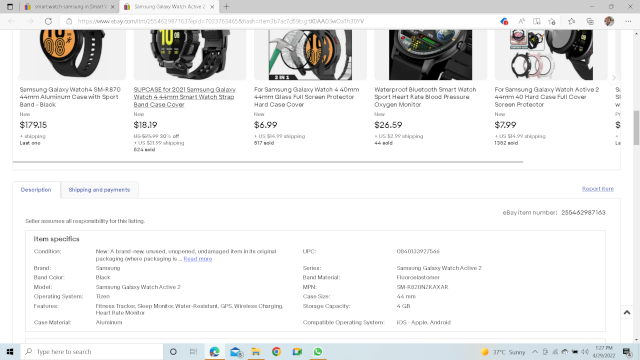 smart watch samsung in Smart W
Samsung Galaxy Watch Active 2
https://www.ebay.com/itm/255462987163?epid=
Samsung Galaxy Watch4 SM-R870 44mm Aluminum Case with Sport Band - Black
New
$179.15
+ shipping
Last one
SUPCASE for 2021 Samsung Galaxy Watch 4 44mm Smart Watch Strap Band Case Cover
New
$18.19
+ US $21.99 shipping
524 sold
2 IN 1
For Samsung Galaxy Watch 4 40mm 44mm Glass Full Screen Protector Hard Case Cover
New
$6.99
+ US $14.99 shipping
517 sold
Waterproof Bluetooth Smart Watch Sport Heart Rate Blood Pressure Oxygen Monitor
New
$26.59
+ US $2.99 shipping
44 sold
For Samsung Galaxy Watch Active 2 44mm 40 Hard Case Full Cover Screen Protector
New
$7.99
+ US $14.99 shipping
1362 sold
Description
Shipping and payments
Report item
eBay item number: 255462987163
Seller assumes all responsibility for this listing.
Item specifics
Condition: New: A brand-new, unused, unopened, undamaged item in its original packaging (where packaging is ... Read more
UPC: 0840133927566
Brand: Samsung
Series: Samsung Galaxy Watch Active 2
Band Color: Black
Band Material: Fluoroelastomer
Model: Samsung Galaxy Watch Active 2
MPN: SM-R820NZKAXAR
Operating System: Tizen
Case Size: 44 mm
Features: Fitness Tracker, Sleep Monitor, Water-Resistant, GPS, Wireless Charging, Heart Rate Monitor
Storage Capacity: 4 GB
Case Material: Aluminum
Compatible Operating System: iOS - Apple, Android
Type here to search
37°C Sunny
7:27 PM
4/29/2022